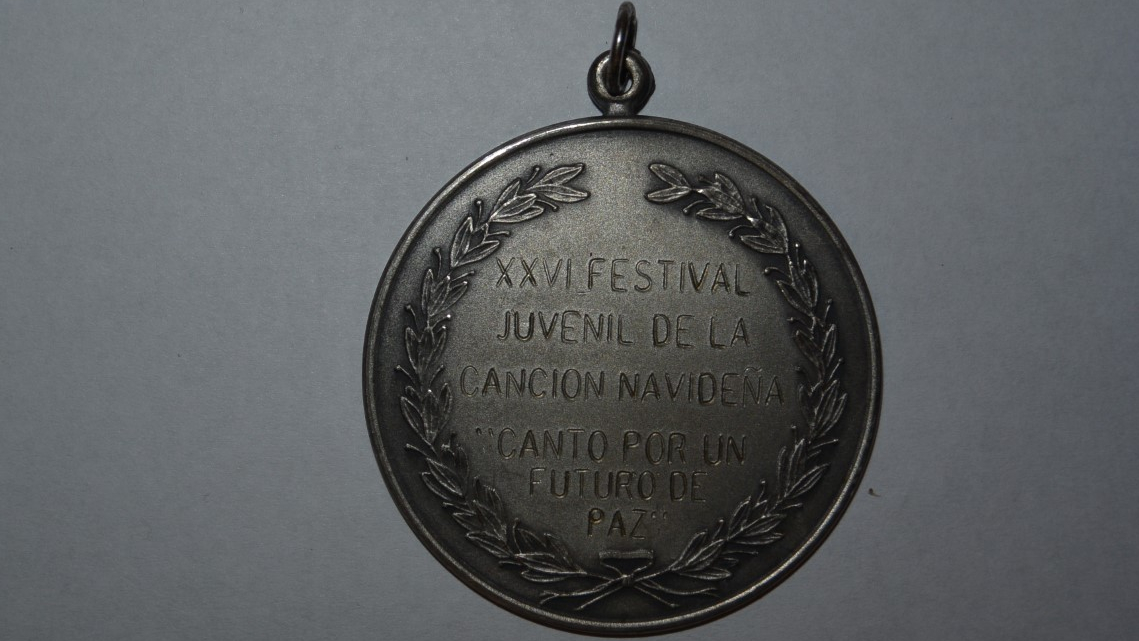 XXVI FESTIVAL
JUVENIL DE LA
CANCION NAVIDEÑA
"CANTO POR UN
FUTURO DE
PAZ"